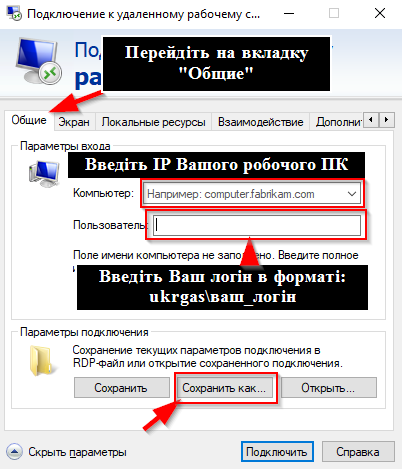 Подключение к удаленному рабочему с...
Под
ра
Перейдіть на вкладку
"Общие"
Общие Экран Локальные ресурсы Взаимодействие Дополнит
Параметры входа
Введіть IP Вашого робочого ПК
Компьютер: Например: computer.fabrikam.com
Пользователь:
Поле имени компьютера не заполнено. Введите полное
Введіть Ваш логін в форматі:
ukrgas\ваш_логін
Параметры подключения
Сохранение текущих параметров подключения в
RDP-файл или открытие сохраненного подключения.
Сохранить Сохранить как... Открыть...
Скрыть параметры Подключить Справка